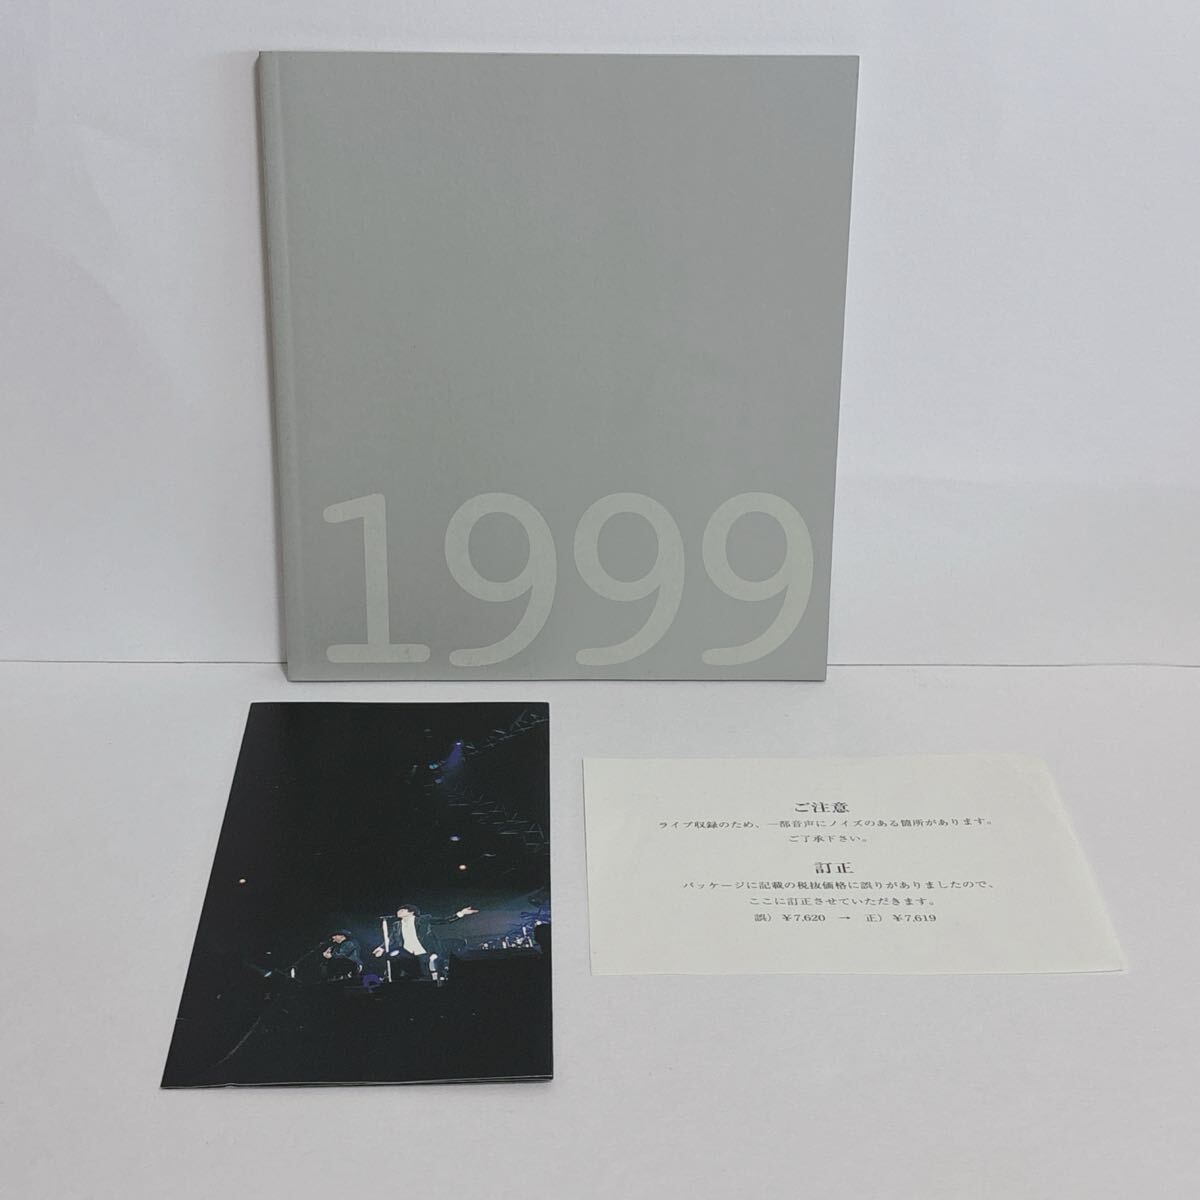 1999
ご注意
ライブ収録のため、一部音声にノイズのある箇所があります。
ご了承下さい。
訂正
パッケージに記載の税抜価格に誤りがありましたので、
ここに訂正させていただきます。
誤）￥7,620 → 正）￥7,619